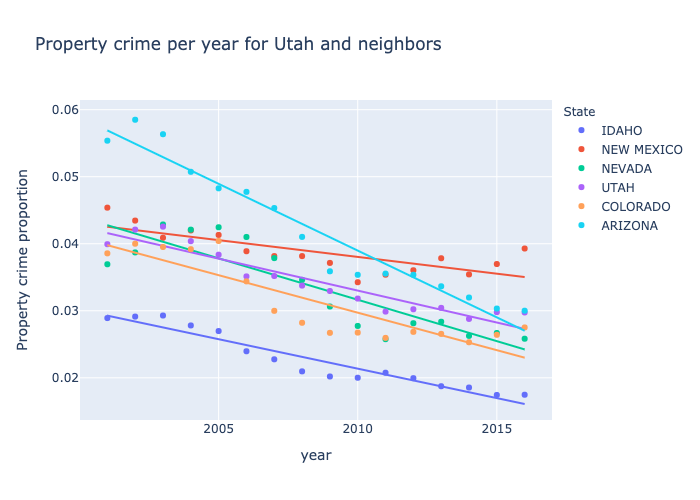 Property crime per year for Utah and neighbors
State
IDAHO
NEW MEXICO
NEVADA
UTAH
COLORADO
ARIZONA
Property crime proportion
0.06
0.05
0.04
0.03
0.02
2005
2010
2015
year